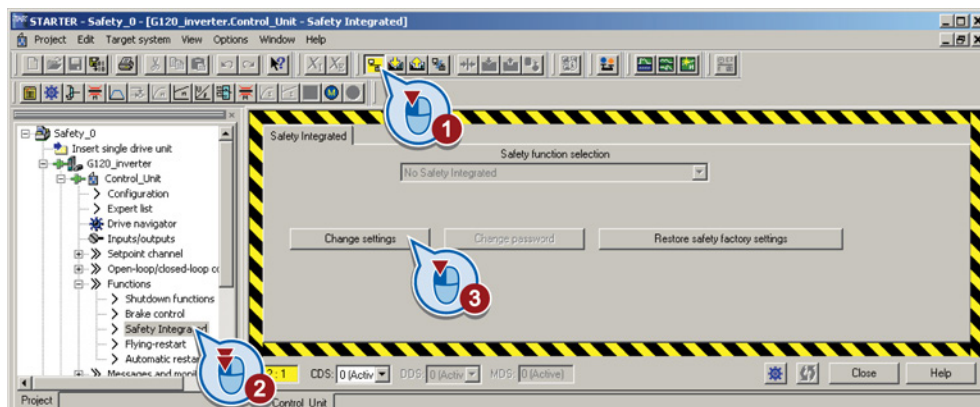 STARTER - Safety_0 - [G120_inverter.Control_Unit - Safety Integrated]
Project Edit Target system View Options Window Help
1
Safety_0
Insert single drive unit
G120_inverter
Control_Unit
Configuration
Expert list
Drive navigator
Inputs/outputs
Setpoint channel
Open-loop/closed-loop
Functions
Shutdown functions
Brake control
Safety Integrated
Flying-restart
Automatic
Messages and
2
Project
Safety Integrated
Safety function selection
No Safety Integrated
Change settings
Change password
Restore safety factory settings
3
CDS: 0 (Activ DDS: 0 (Activ MDS: 0 (Active)
Close
Help
Control_Unit